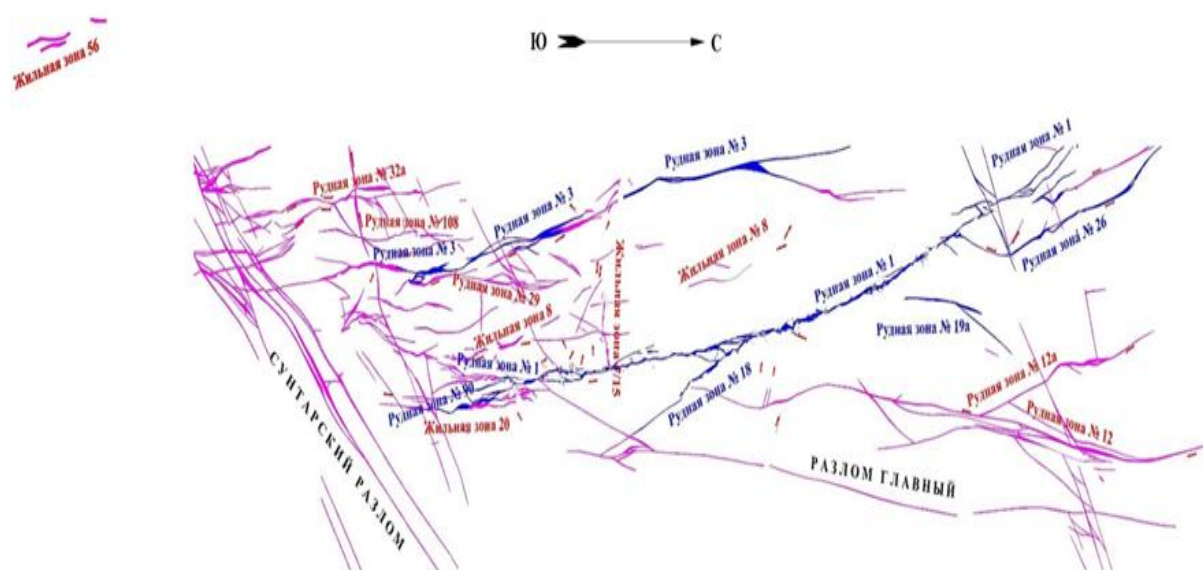 Ю С
Жильная зона 56
Рудная зона № 1
Рудная зона № 3
Рудная зона № 32а
Рудная зона № 3
Рудная зона № 108
Рудная зона № 3
Рудная зона № 26
Жильная зона № 8
Рудная зона № 29
Рудная зона № 1
Жильная зона
Рудная зона № 19а
Жильная зона 8
Рудная зона № 1
Рудная зона № 18
Рудная зона № 90
Жильная зона 20
Рудная зона № 12а
Рудная зона № 12
СУНТАРСКИЙ РАЗЛОМ
РАЗЛОМ ГЛАВНЫЙ